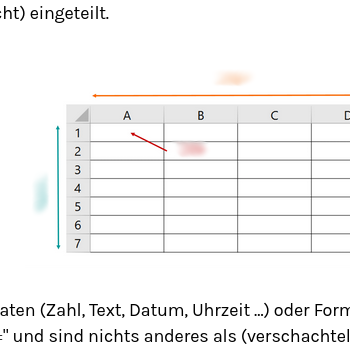 cht) eingeteilt.
A B C D
1
2
3
4
5
6
7
aten (Zahl, Text, Datum, Uhrzeit ...) oder Form
=" und sind nichts anderes als (verschachtel